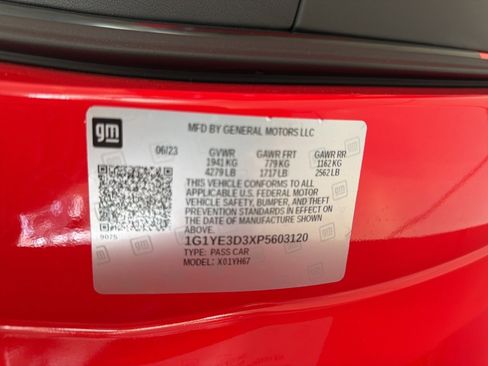 gm
MFD BY GENERAL MOTORS LLC
06/23 GVWR GAWR FRT GAWR RR
1941 KG 779 KG 1162 KG
4279 LB 1717 LB 2562 LB
THIS VEHICLE CONFORMS TO ALL
APPLICABLE U.S. FEDERAL MOTOR
VEHICLE SAFETY, BUMPER, AND THEFT
PREVENTION STANDARDS IN EFFECT ON
THE DATE OF MANUFACTURE SHOWN
ABOVE.
9075
1G1YE3D3XP5603120
TYPE: PASS CAR
MODEL: X01YH67